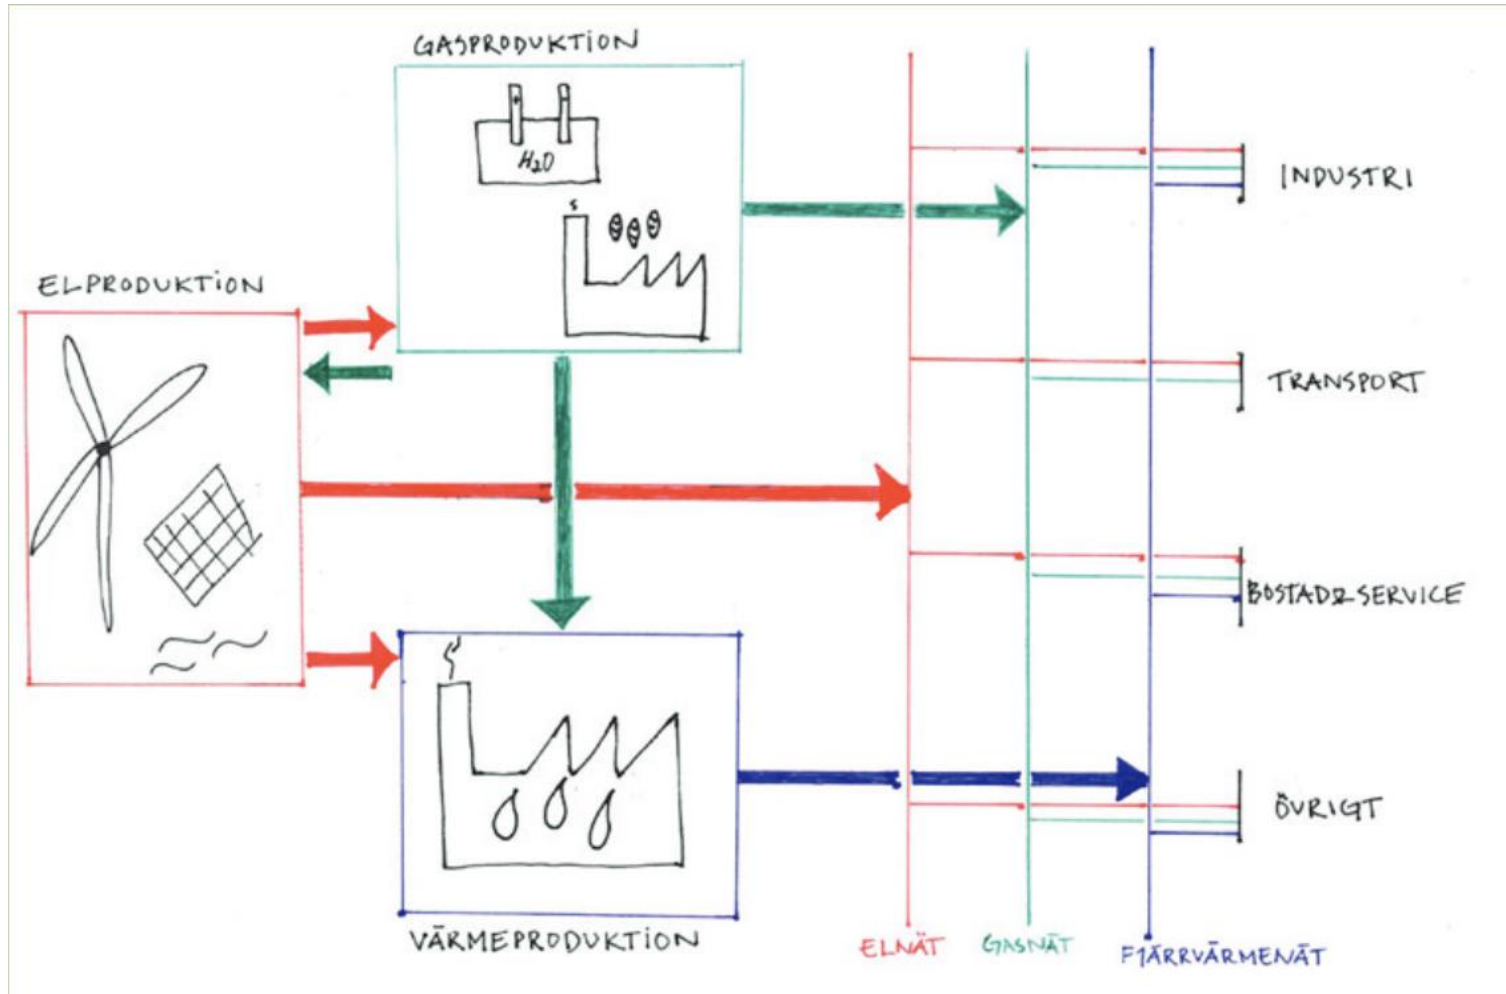 GASPRODUKTION
H2O
INDUSTRI
ELPRODUKTION
TRANSPORT
BOSTAD & SERVICE
ÖVRIGT
VÄRMEPRODUKTION
ELNÄT
GASNÄT
FJÄRRVÄRMENÄT